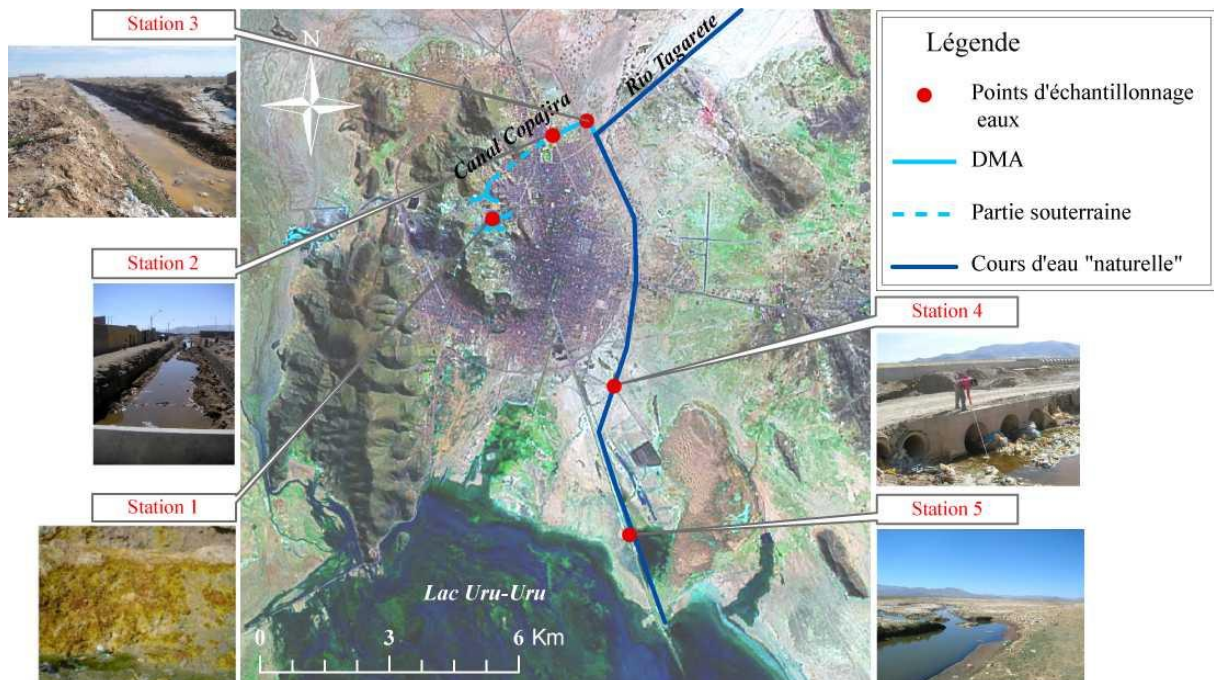 Station 3
N
Rio Tagarete
Canal Copajira
Station 2
Station 1
Lac Uru-Uru
0 3 6 Km
Légende
Points d'échantillonnage
eaux
DMA
Partie souterraine
Cours d'eau "naturelle"
Station 4
Station 5